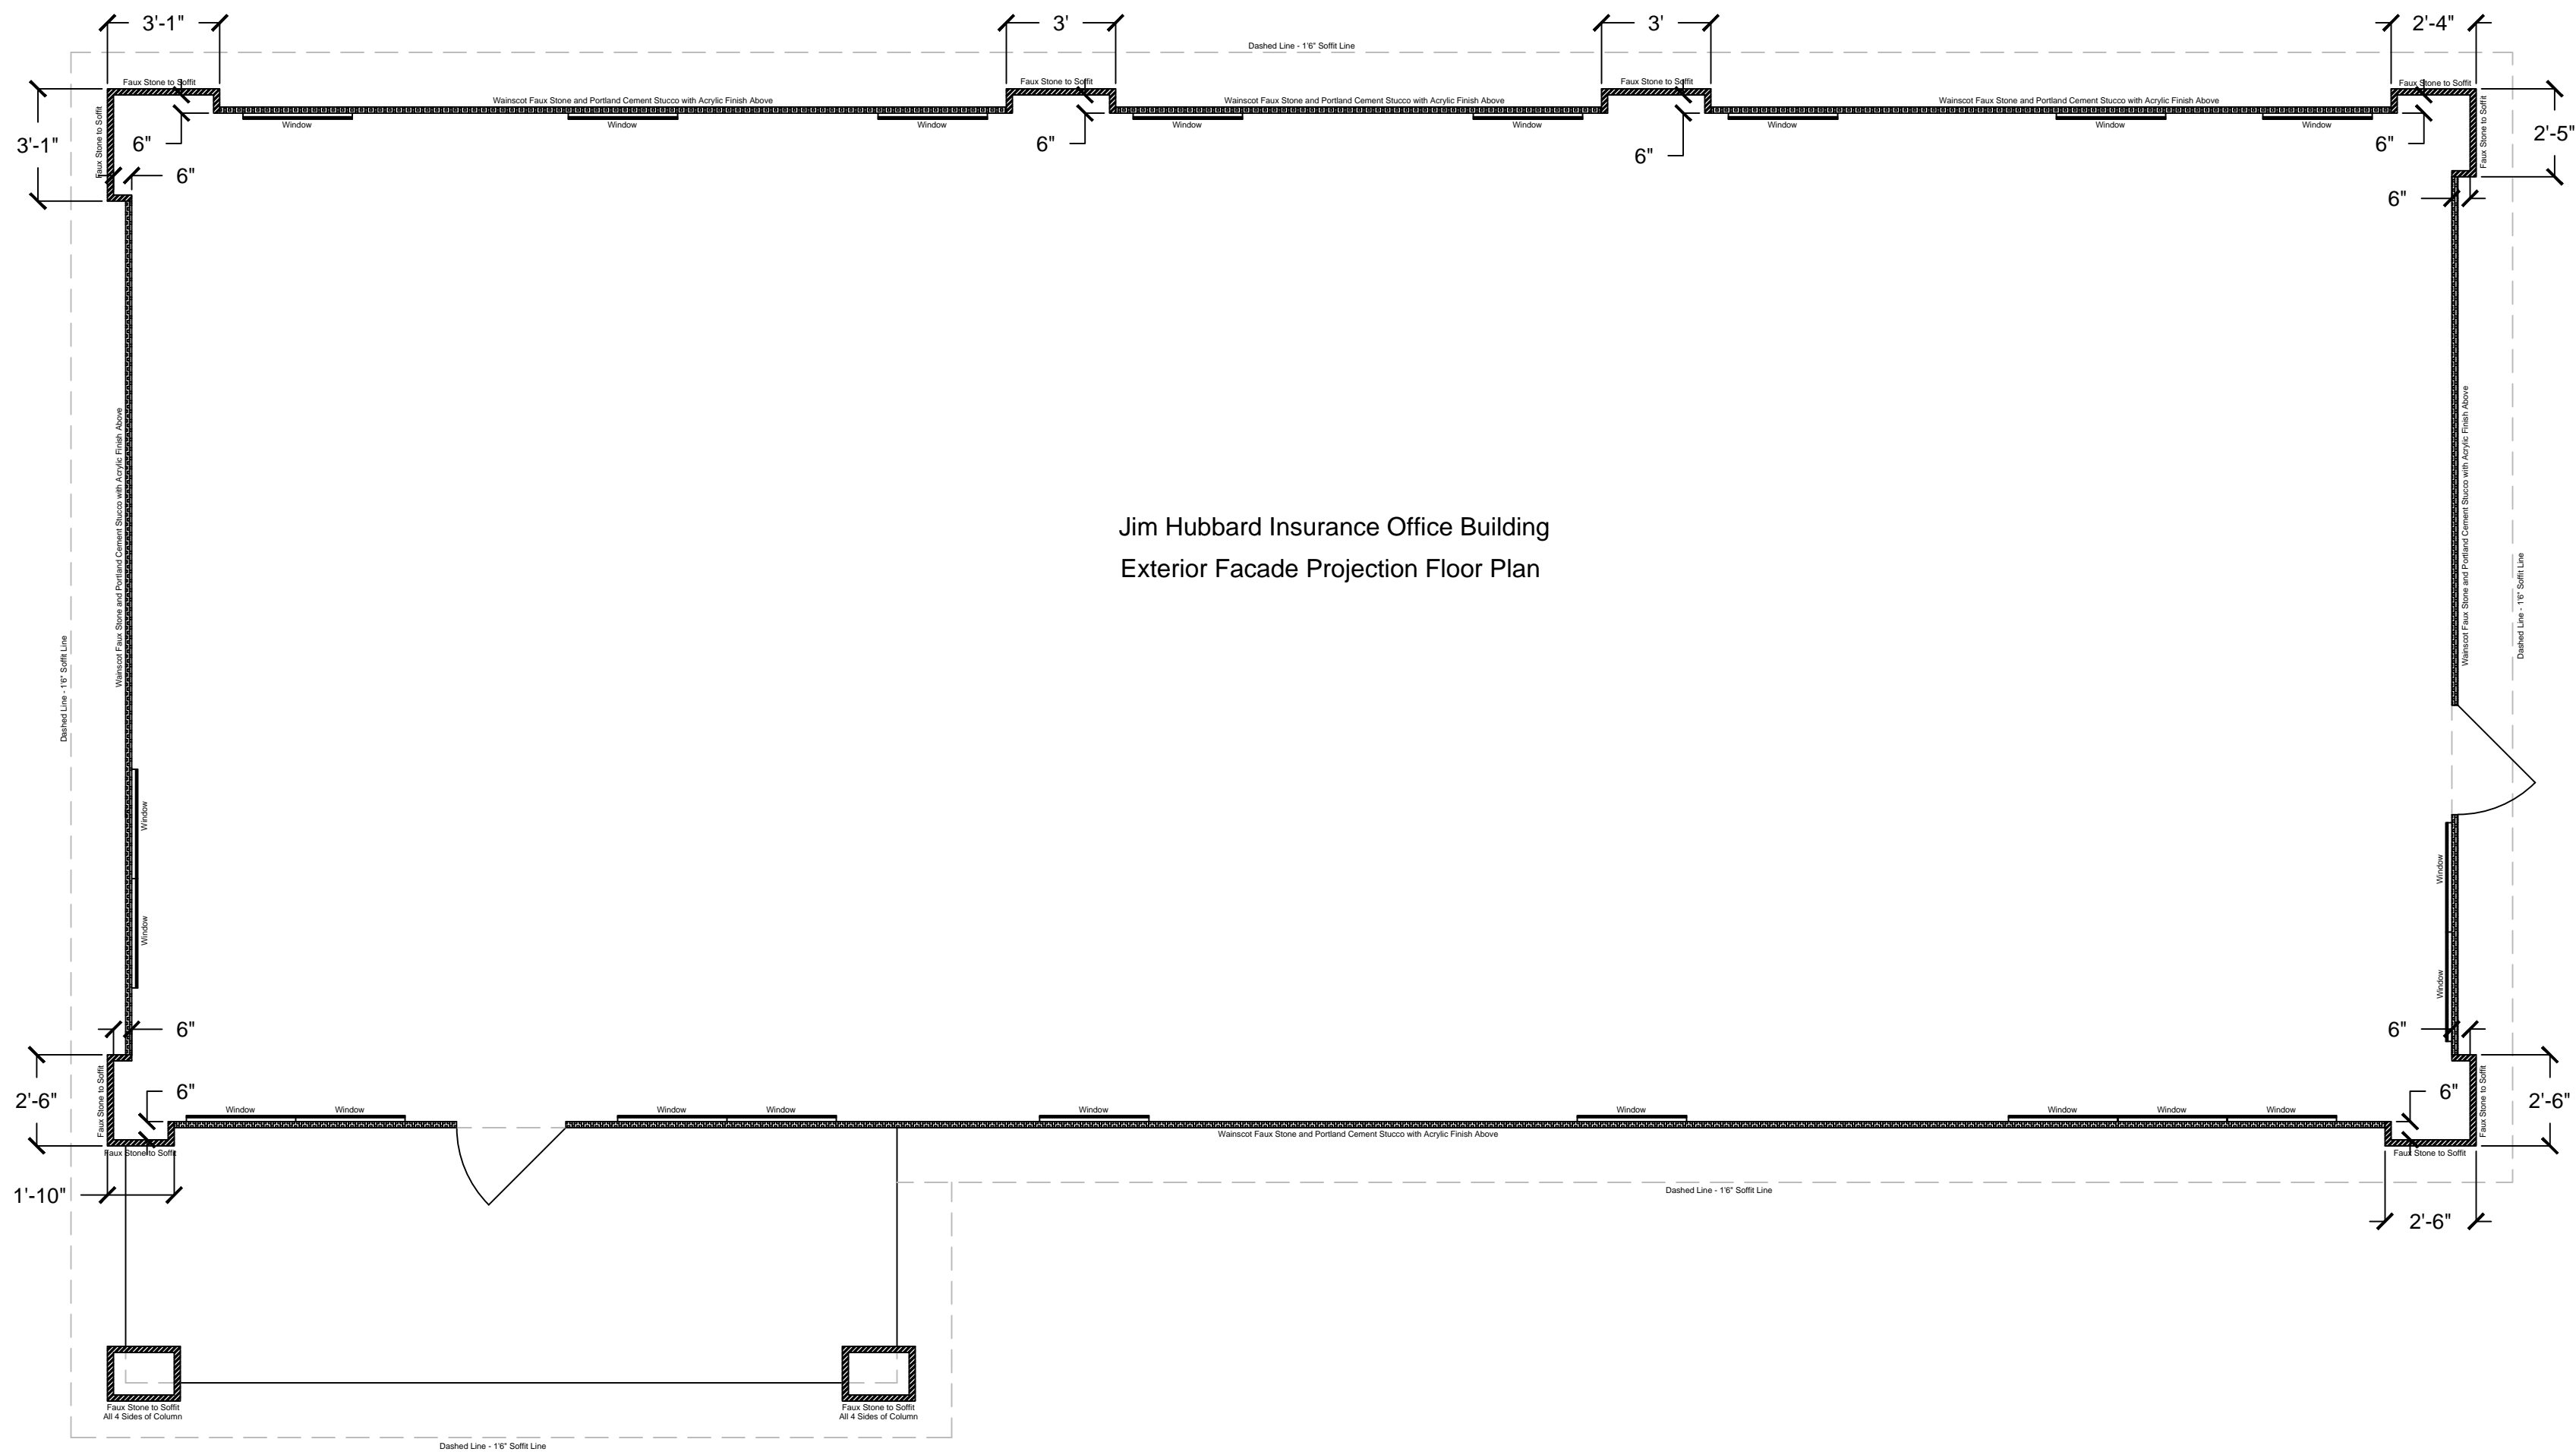 3'-1"
3'
3'
2'-4"
Dashed Line - 1'6" Soffit Line
Faux Stone to Soffit
Faux Stone to Soffit
Faux Stone to Soffit
Faux Stone to Soffit
Wainscot Faux Stone and Portland Cement Stucco with Acrylic Finish Above
Wainscot Faux Stone and Portland Cement Stucco with Acrylic Finish Above
Wainscot Faux Stone and Portland Cement Stucco with Acrylic Finish Above
Window
Window
Window
Window
Window
Window
Window
Window
3'-1"
Faux Stone to Soffit
6"
6"
6"
6"
Faux Stone to Soffit
2'-5"
6"
6"
Jim Hubbard Insurance Office Building
Exterior Facade Projection Floor Plan
Dashed Line - 1'6" Soffit Line
Wainscot Faux Stone and Portland Cement Stucco with Acrylic Finish Above
Wainscot Faux Stone and Portland Cement Stucco with Acrylic Finish Above
Dashed Line - 1'6" Soffit Line
Window
Window
Window
Window
6"
6"
2'-6"
Faux Stone to Soffit
6"
6"
Faux Stone to Soffit
2'-6"
Window
Window
Window
Window
Window
Window
Window
Window
Window
Wainscot Faux Stone and Portland Cement Stucco with Acrylic Finish Above
Faux Stone to Soffit
Faux Stone to Soffit
1'-10"
Dashed Line - 1'6" Soffit Line
2'-6"
Faux Stone to Soffit
All 4 Sides of Column
Faux Stone to Soffit
All 4 Sides of Column
Dashed Line - 1'6" Soffit Line